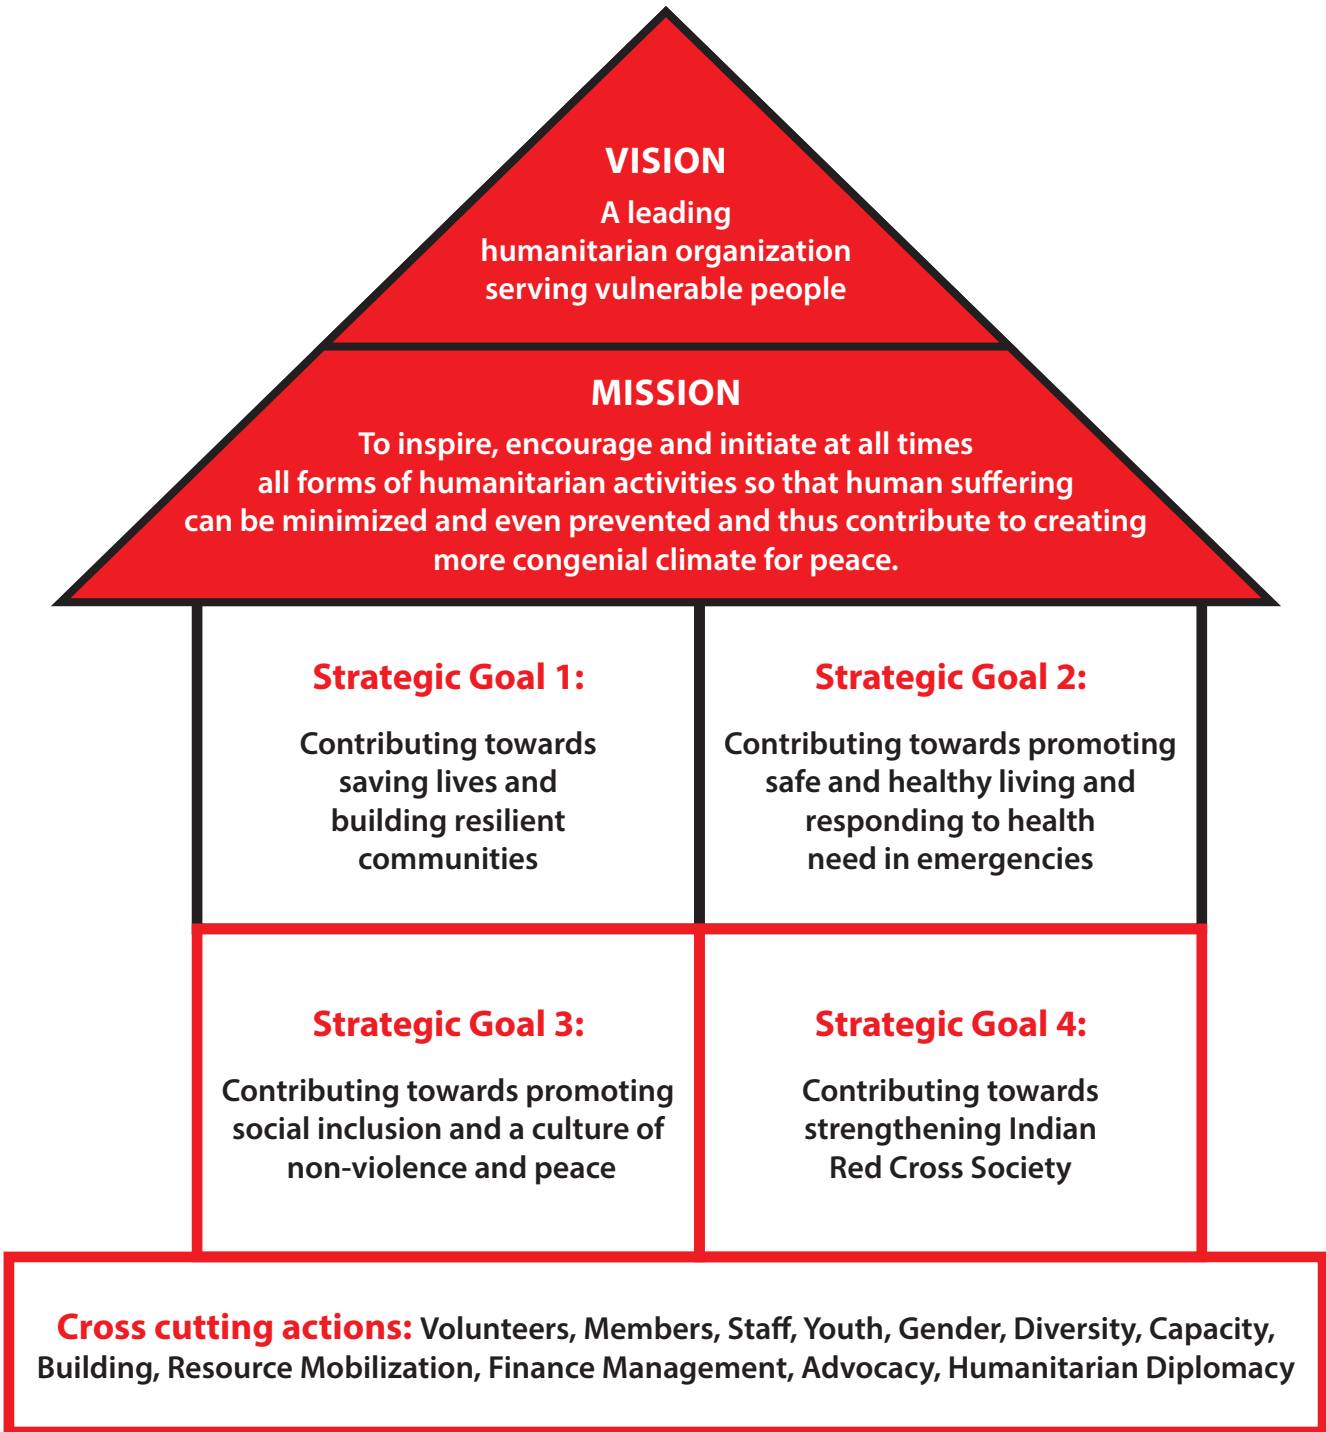 VISION
A leading
humanitarian organization
serving vulnerable people
MISSION
To inspire, encourage and initiate at all times
all forms of humanitarian activities so that human suffering
can be minimized and even prevented and thus contribute to creating
more congenial climate for peace.
Strategic Goal 1:
Contributing towards
saving lives and
building resilient
communities
Strategic Goal 2:
Contributing towards promoting
safe and healthy living and
responding to health
need in emergencies
Strategic Goal 3:
Contributing towards promoting
social inclusion and a culture of
non-violence and peace
Strategic Goal 4:
Contributing towards
strengthening Indian
Red Cross Society
Cross cutting actions: Volunteers, Members, Staff, Youth, Gender, Diversity, Capacity,
Building, Resource Mobilization, Finance Management, Advocacy, Humanitarian Diplomacy